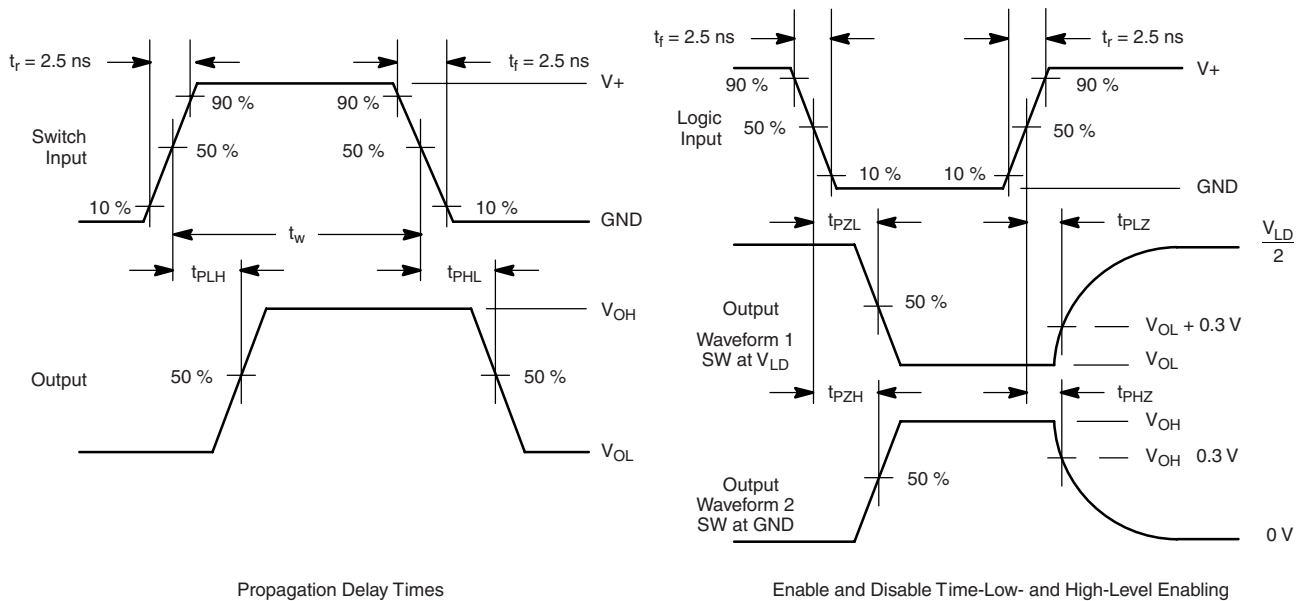 tr = 2.5 ns
tf = 2.5 ns
V+
90 %
90 %
Switch
Input
50 %
50 %
10 %
10 %
GND
tw
tPLH
tPHL
VOH
Output
50 %
50 %
VOL
Propagation Delay Times
tf = 2.5 ns
tr = 2.5 ns
V+
90 %
90 %
Logic
Input
50 %
50 %
10 %
10 %
GND
tPZL
tPLZ
VLD
2
Output
Waveform 1
SW at VLD
50 %
VOL + 0.3 V
VOL
tPZH
tPHZ
VOH
VOH 0.3 V
Output
Waveform 2
SW at GND
50 %
0 V
Enable and Disable Time-Low- and High-Level Enabling